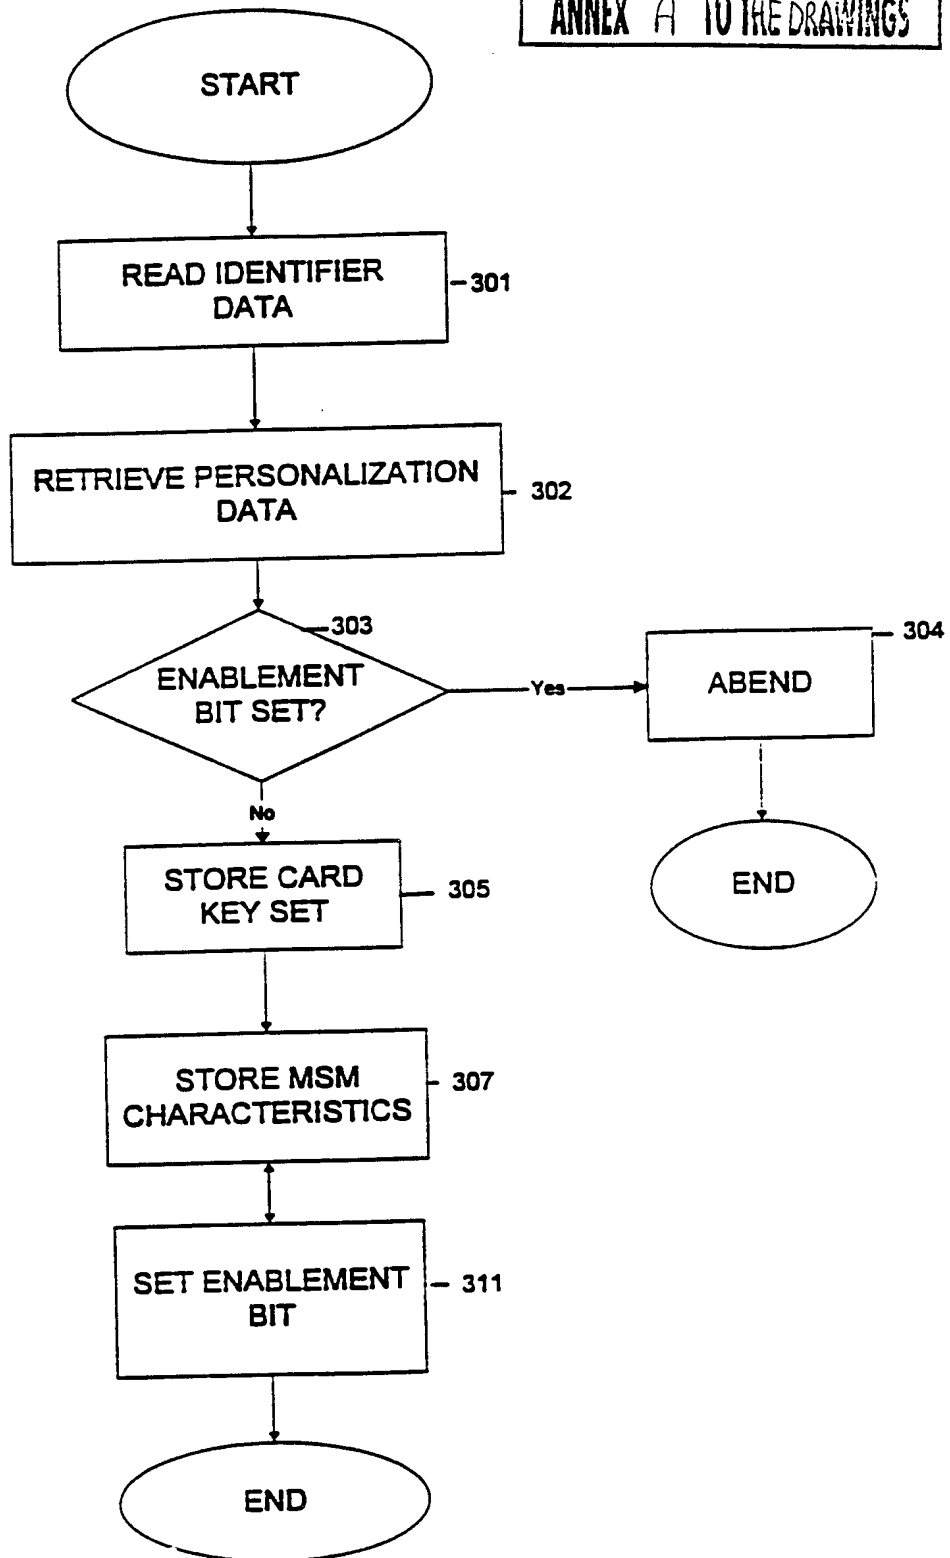 ANNEX A TO THE DRAWINGS
START
READ IDENTIFIER
DATA
301
RETRIEVE PERSONALIZATION
DATA
302
303
ENABLEMENT
BIT SET?
Yes
304
ABEND
END
No
STORE CARD
KEY SET
305
STORE MSM
CHARACTERISTICS
307
SET ENABLEMENT
BIT
311
END